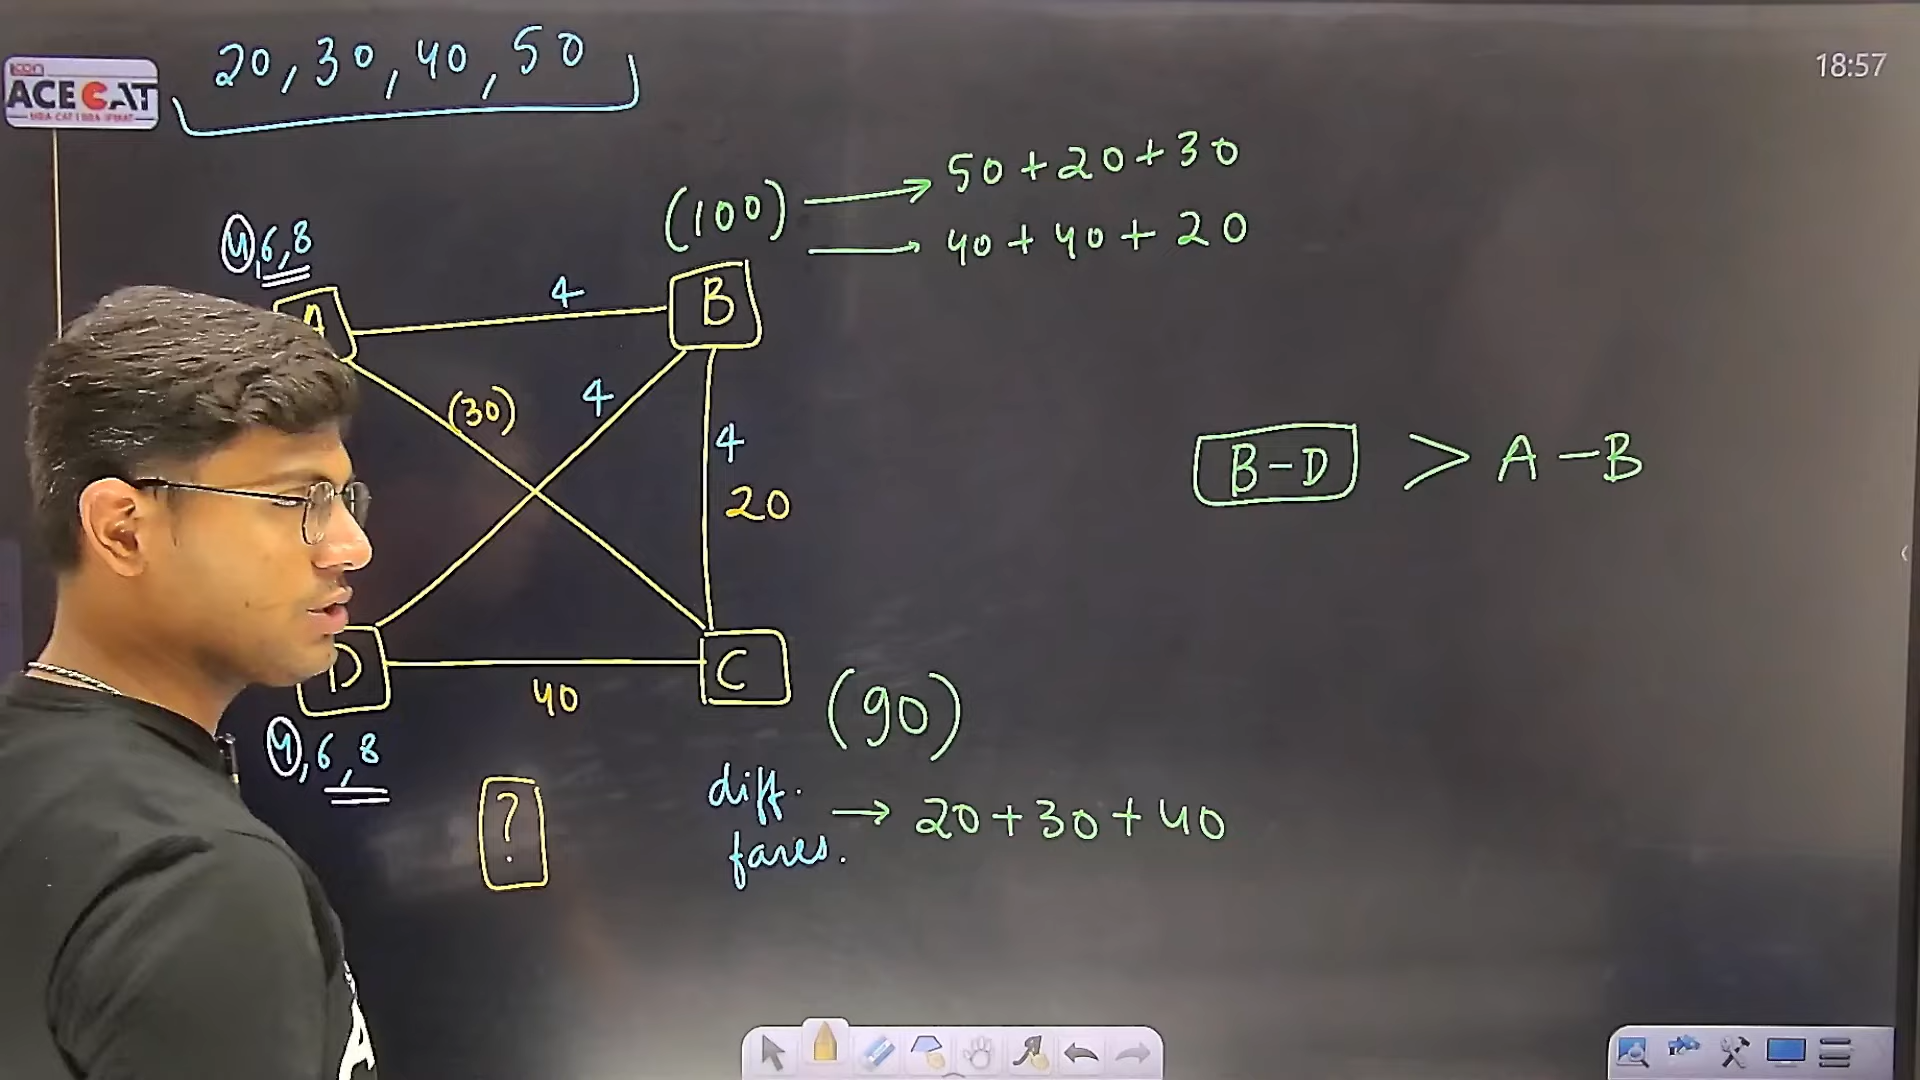 20, 30, 40, 50
18:57
icon
ACE CAT
(100) → 50 + 20 + 30
→ 40 + 40 + 20
4, 6, 8
A
4
B
(30)
4
4
20
B-D > A-B
D
40
C
(90)
4, 6, 8
?
diff.
fares. → 20 + 30 + 40
A